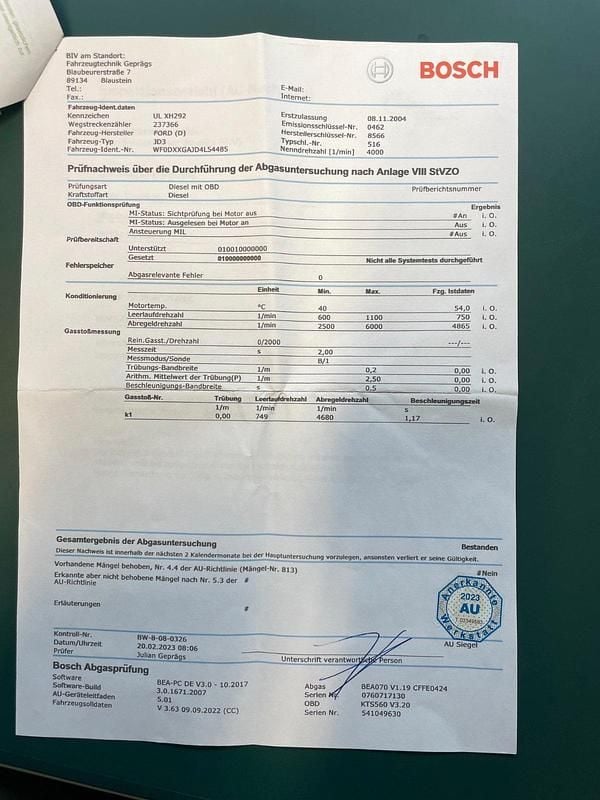 BIV am Standort:
Fahrzeugtechnik Geprägs
Blaubeurerstraße 7
89134 Blaustein
Tel.:
Fax.:
E-Mail:
Internet:
BOSCH
Fahrzeug-Ident.daten
Kennzeichen UL XH292 Erstzulassung 08.11.2004
Wegstreckenzähler 237366 Emissionsschlüssel-Nr. 0462
Fahrzeug-Hersteller FORD (D) Herstellerschlüssel-Nr. 8566
Fahrzeug-Typ JD3 Typschl.-Nr. 516
Fahrzeug-Ident.-Nr. WF0DXXGAJD4L54485 Nenndrehzahl [1/min] 4000
Prüfnachweis über die Durchführung der Abgasuntersuchung nach Anlage VIII StVZO
Prüfungsart Diesel mit OBD Prüfberichtsnummer
Kraftstoffart Diesel
OBD-Funktionsprüfung Ergebnis
MI-Status: Sichtprüfung bei Motor aus #An i. O.
MI-Status: Ausgelesen bei Motor an Aus i. O.
Ansteuerung MIL #Aus i. O.
Prüfbereitschaft
Unterstützt 010010000000
Gesetzt 010000000000 Nicht alle Systemtests durchgeführt
Fehlerspeicher
Abgasrelevante Fehler 0
Einheit Min. Max. Fzg. Istdaten
Konditionierung
Motortemp. °C 40 54,0 i. O.
Leerlaufdrehzahl 1/min 600 1100 750 i. O.
Abregeldrehzahl 1/min 2500 6000 4865 i. O.
Gasstoßmessung
Rein.Gasst./Drehzahl 0/2000 ---/---
Messzeit s 2,00
Messmodus/Sonde B/1
Trübungs-Bandbreite 1/m 0,2 0,00 i. O.
Arithm. Mittelwert der Trübung(P) 1/m 2,50 0,00 i. O.
Beschleunigungs-Bandbreite s 0,5 0,00 i. O.
Gasstoß-Nr. Trübung Leerlaufdrehzahl Abregeldrehzahl Beschleunigungszeit
1/m 1/min 1/min s
k1 0,00 749 4680 1,17 i. O.
Gesamtergebnis der Abgasuntersuchung Bestanden
Dieser Nachweis ist innerhalb der nächsten 2 Kalendermonate bei der Hauptuntersuchung vorzulegen, ansonsten verliert er seine Gültigkeit.
Vorhandene Mängel behoben, Nr. 4.4 der AU-Richtlinie (Mängel-Nr. 813) #Nein
Erkannte aber nicht behobene Mängel nach Nr. 5.3 der #
AU-Richtlinie
Erläuterungen #
Anerkannte
2023
AU
Werkstatt
AU Siegel
Kontroll-Nr. BW-8-08-0326
Datum/Uhrzeit 20.02.2023 08:06
Prüfer Julian Geprägs
Unterschrift verantwortliche Person
Bosch Abgasprüfung
Software BEA-PC DE V3.0 - 10.2017 Abgas BEA070 V1.19 CFFE0424
Software-Build 3.0.1671.2007 Serien Nr. 0760717130
AU-Geräteleitfaden 5.01 OBD KTS560 V3.20
Fahrzeugsolldaten V 3.63 09.09.2022 (CC) Serien Nr. 541049630